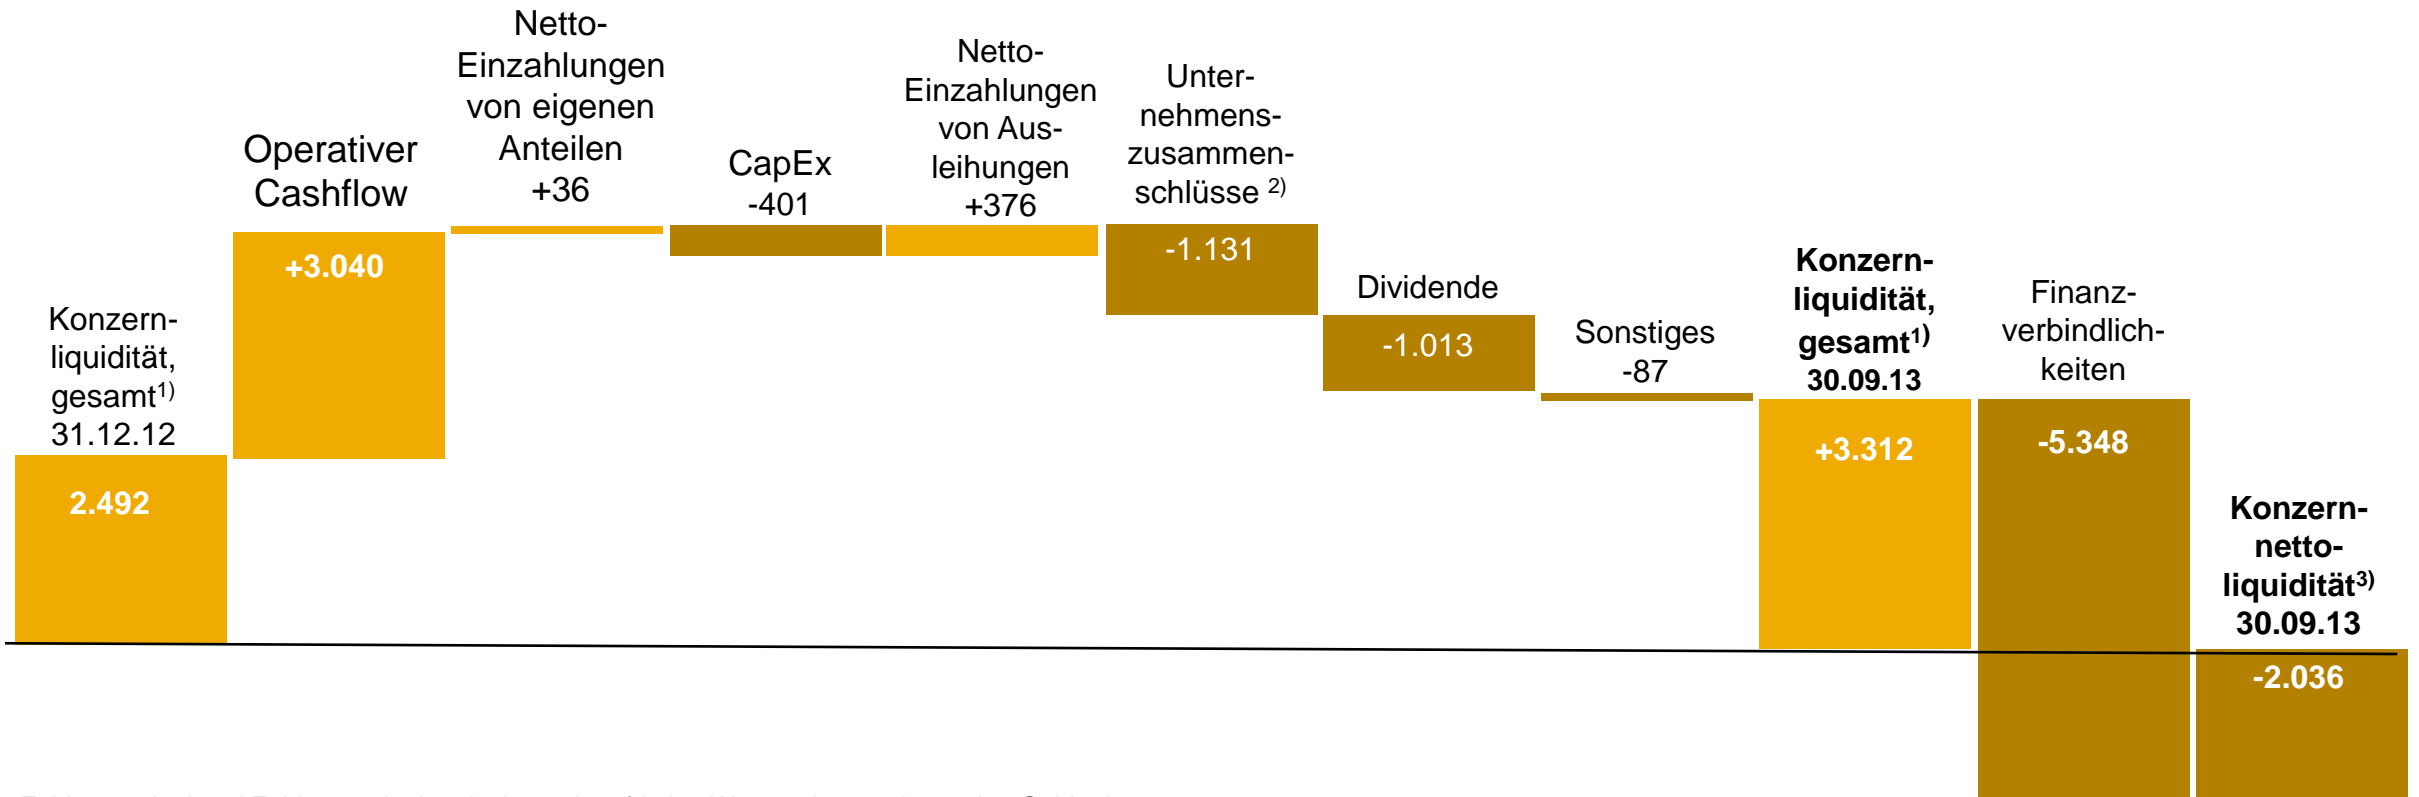 Konzern-
liquidität,
gesamt1)
31.12.12
2.492
Operativer
Cashflow
+3.040
Netto-
Einzahlungen
von eigenen
Anteilen
+36
CapEx
-401
Netto-
Einzahlungen
von Aus-
leihungen
+376
Unter-
nehmens-
zusammen-
schlüsse 2)
-1.131
Dividende
-1.013
Sonstiges
-87
Konzern-
liquidität,
gesamt1)
30.09.13
+3.312
Finanz-
verbindlich-
keiten
-5.348
Konzern-
netto-
liquidität3)
30.09.13
-2.036